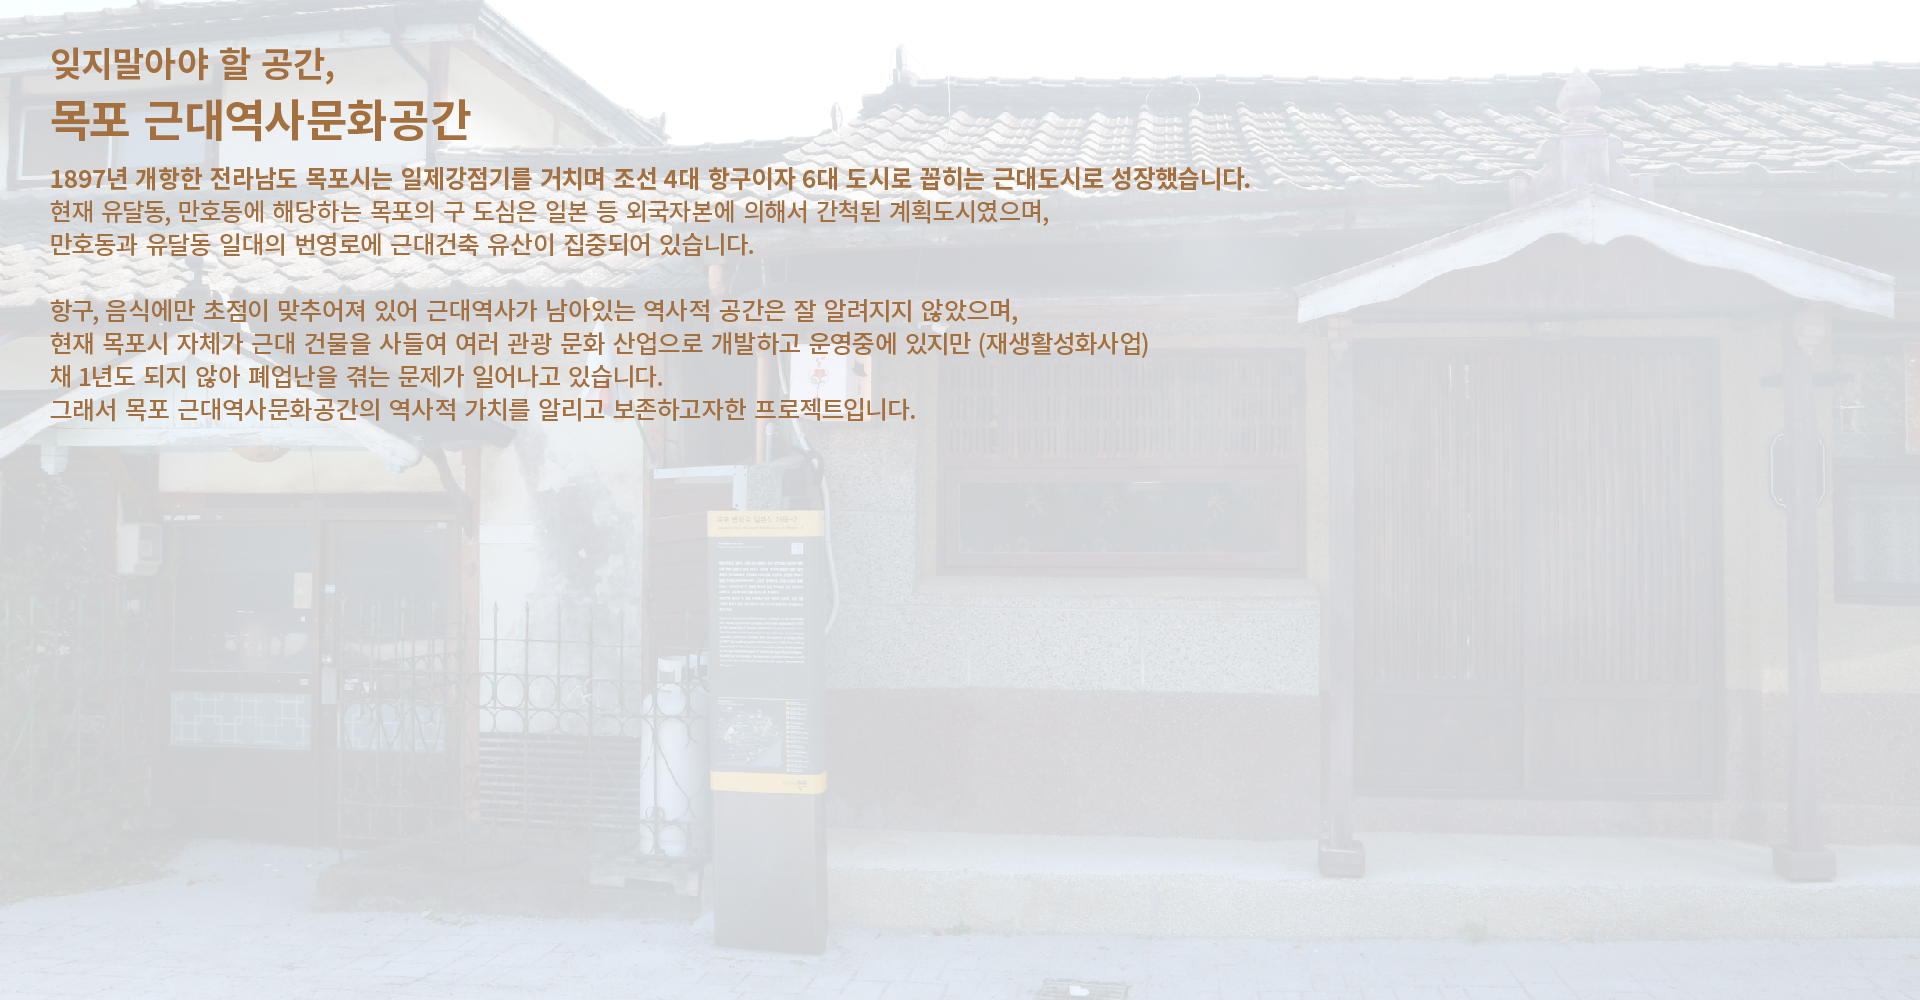 잊지말아야 할 공간,
목포 근대역사문화공간
1897년 개항한 전라남도 목포시는 일제강점기를 거치며 조선 4대 항구이자 6대 도시로 꼽히는 근대도시로 성장했습니다.
현재 유달동, 만호동에 해당하는 목포의 구 도심은 일본 등 외국자본에 의해서 간척된 계획도시였으며,
만호동과 유달동 일대의 번영로에 근대건축 유산이 집중되어 있습니다.
항구, 음식에만 초점이 맞추어져 있어 근대역사가 남아있는 역사적 공간은 잘 알려지지 않았으며,
현재 목포시 자체가 근대 건물을 사들여 여러 관광 문화 산업으로 개발하고 운영중에 있지만 (재생활성화사업)
채 1년도 되지 않아 폐업난을 겪는 문제가 일어나고 있습니다.
그래서 목포 근대역사문화공간의 역사적 가치를 알리고 보존하고자한 프로젝트입니다.